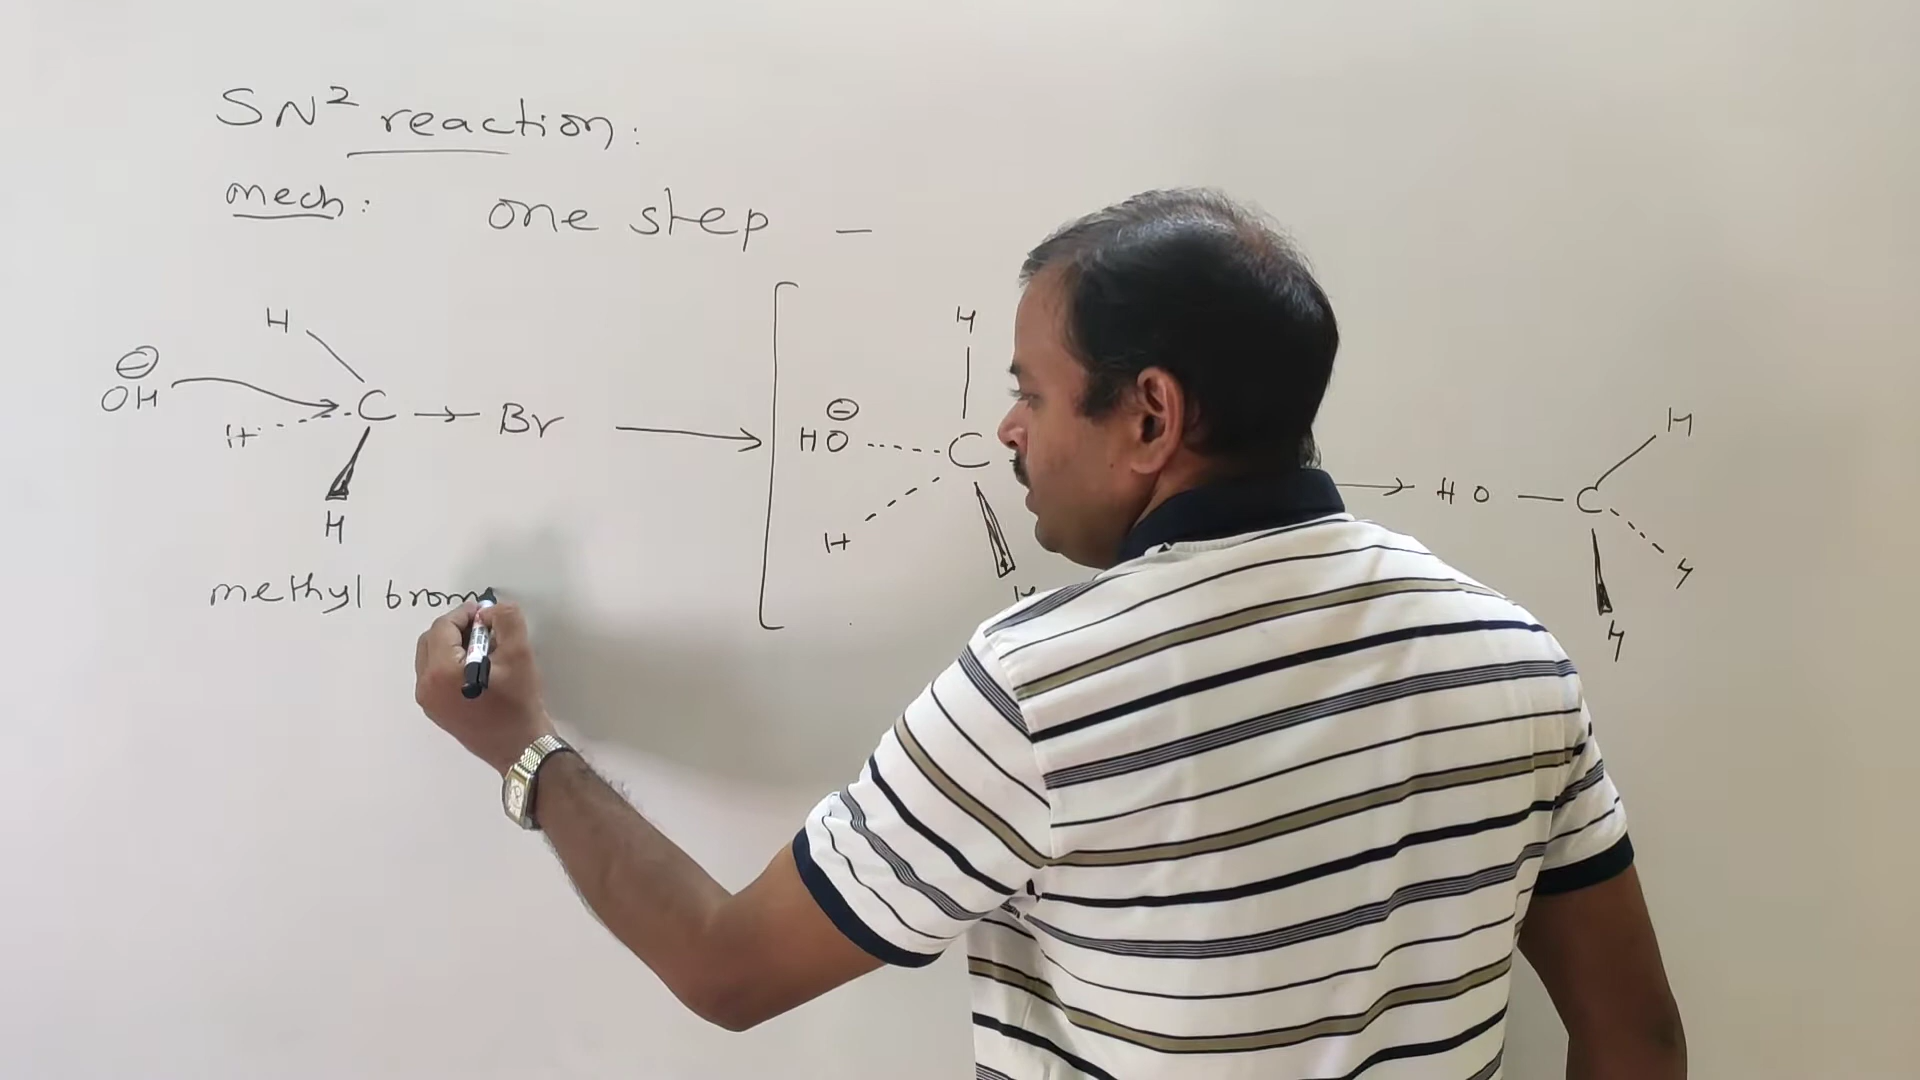 SN² reaction:
mech: one step –
H
⊖
OH
H
C → Br
H
methyl brom
H
⊖
HO
C
H
HO — C
H
H
H